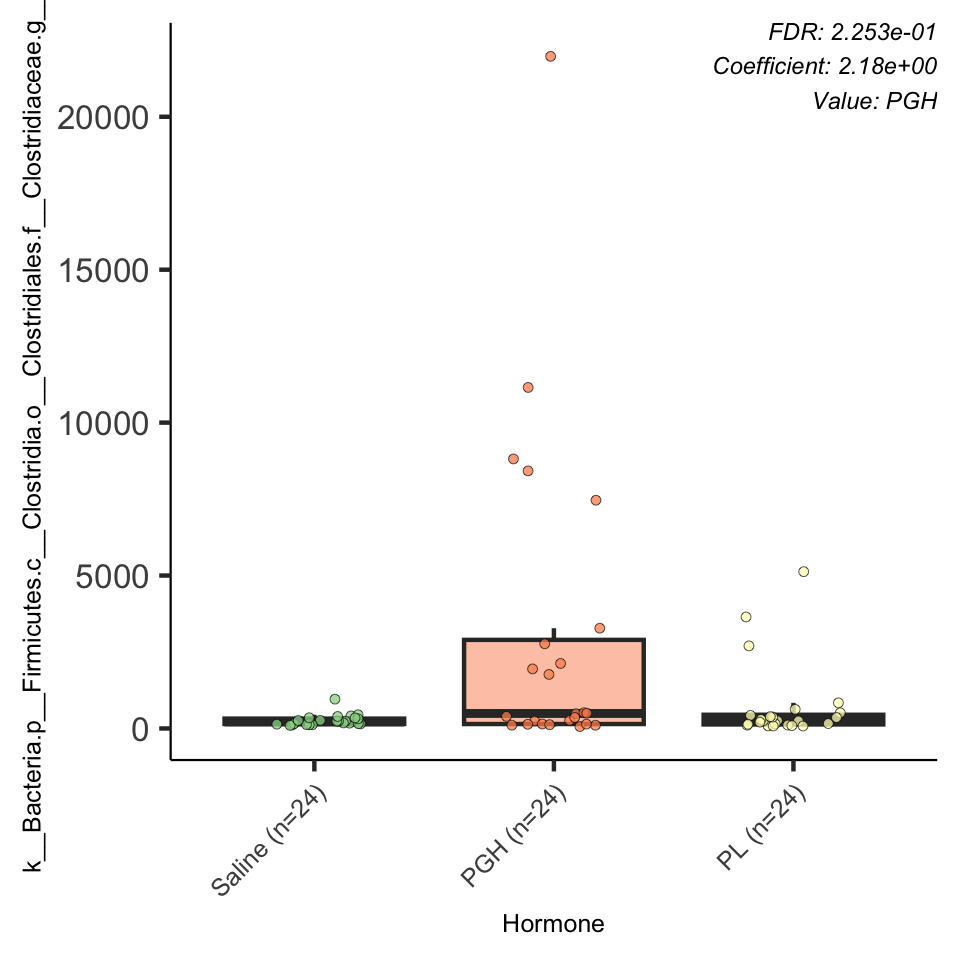 FDR: 2.253e-01
Coefficient: 2.18e+00
Value: PGH
k__Bacteria.p__Firmicutes.c__Clostridia.o__Clostridiales.f__Clostridiaceae.g_
20000
15000
10000
5000
0
Saline (n=24)
PGH (n=24)
PL (n=24)
Hormone